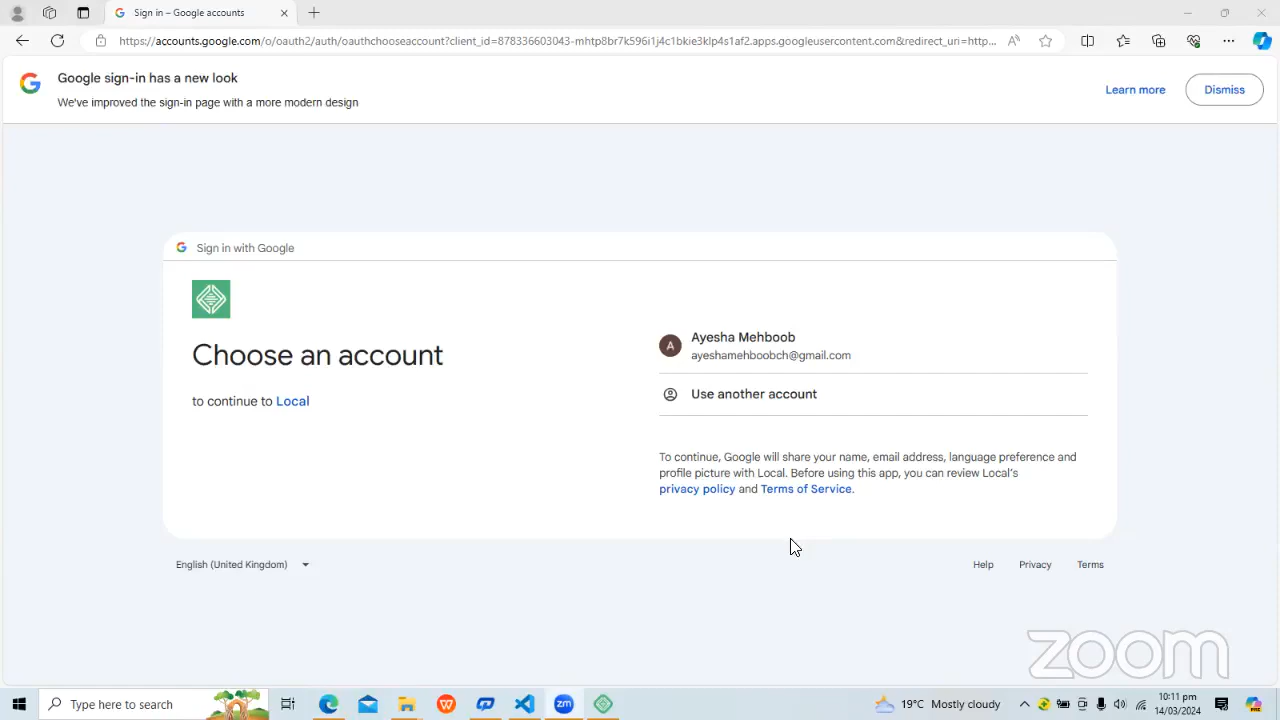 Sign in – Google accounts
https://accounts.google.com/o/oauth2/auth/oauthchooseaccount?client_id=878336603043-mhtp8br7k596i1j4c1bkie3klp4s1af2.apps.googleusercontent.com&redirect_uri=http...
Google sign-in has a new look
We've improved the sign-in page with a more modern design
Learn more
Dismiss
Sign in with Google
Choose an account
to continue to Local
A
Ayesha Mehboob
ayeshamehboobch@gmail.com
Use another account
To continue, Google will share your name, email address, language preference and
profile picture with Local. Before using this app, you can review Local's
privacy policy and Terms of Service.
English (United Kingdom)
Help
Privacy
Terms
zoom
Type here to search
W
zm
19°C Mostly cloudy
10:11 pm
14/03/2024